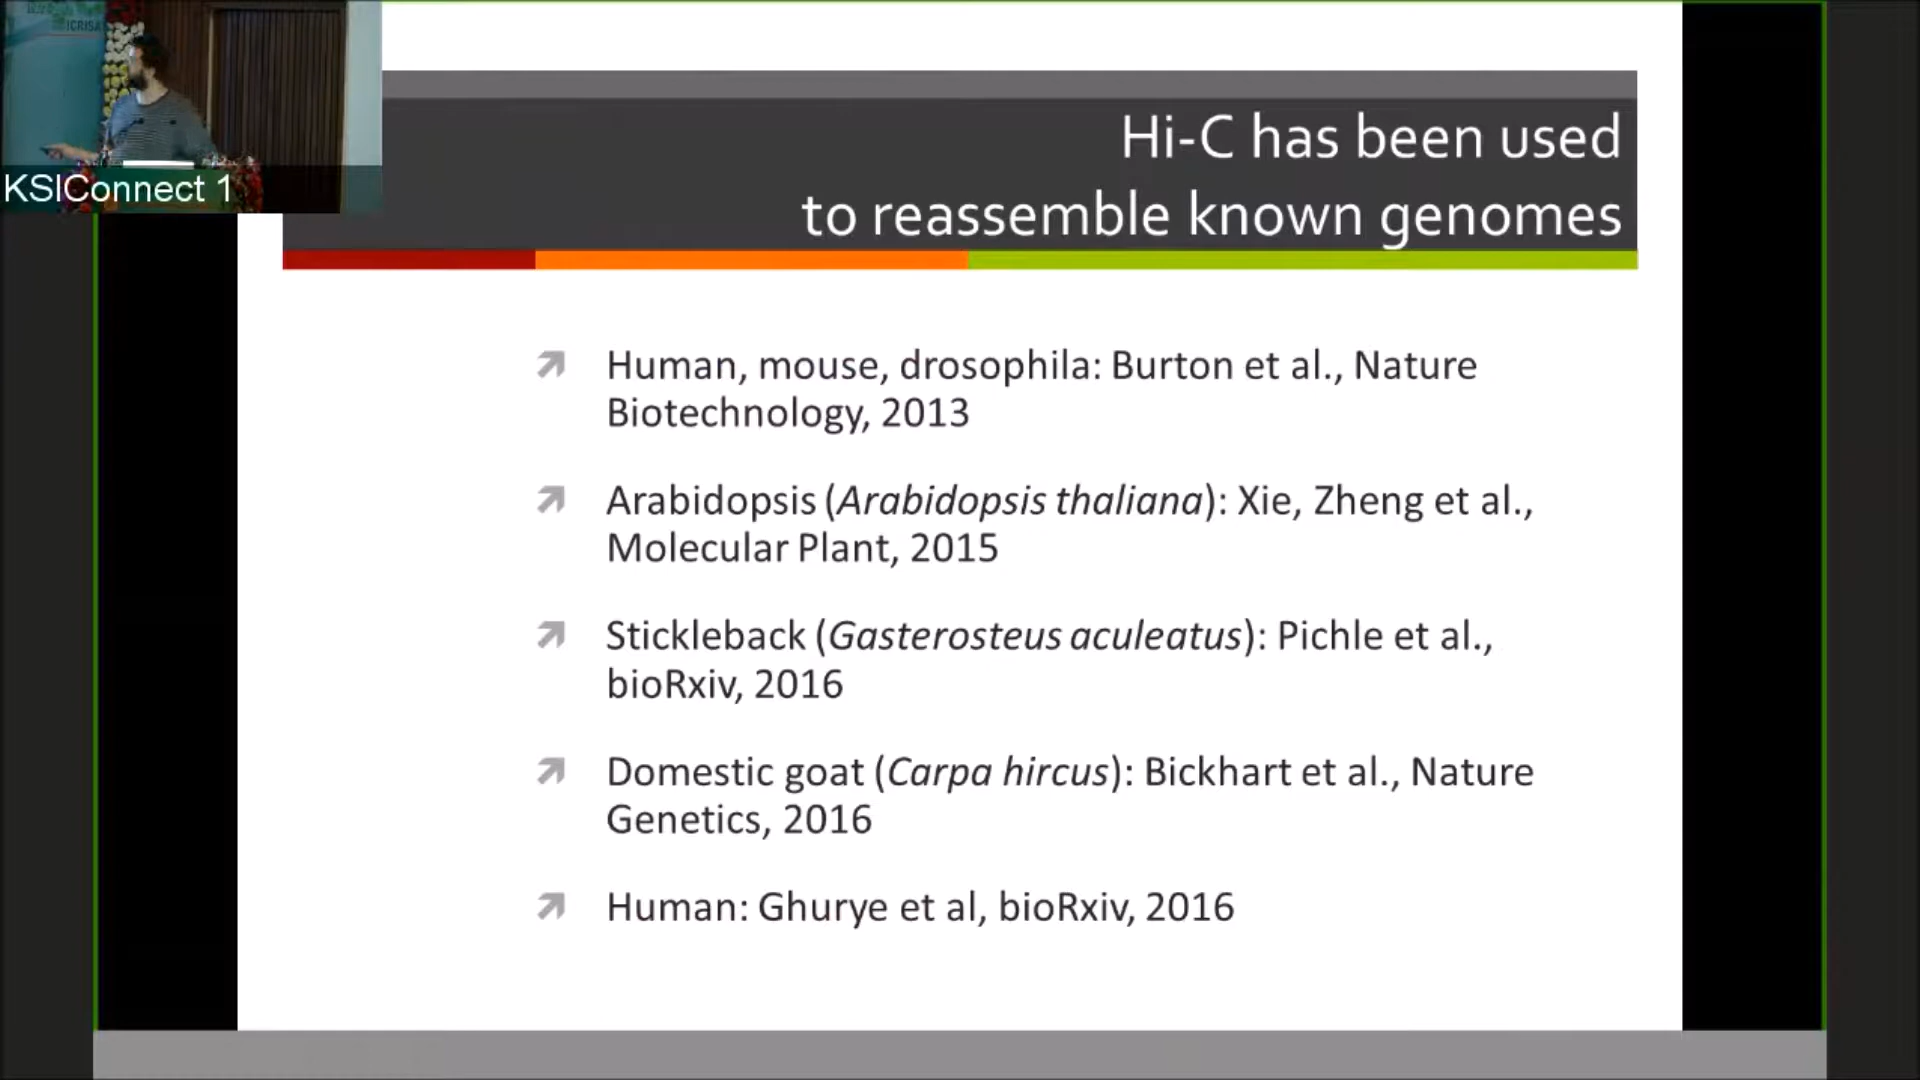 ICRISA
KSIConnect 1
Hi-C has been used
to reassemble known genomes
Human, mouse, drosophila: Burton et al., Nature
Biotechnology, 2013
Arabidopsis (Arabidopsis thaliana): Xie, Zheng et al.,
Molecular Plant, 2015
Stickleback (Gasterosteus aculeatus): Pichle et al.,
bioRxiv, 2016
Domestic goat (Carpa hircus): Bickhart et al., Nature
Genetics, 2016
Human: Ghurye et al, bioRxiv, 2016